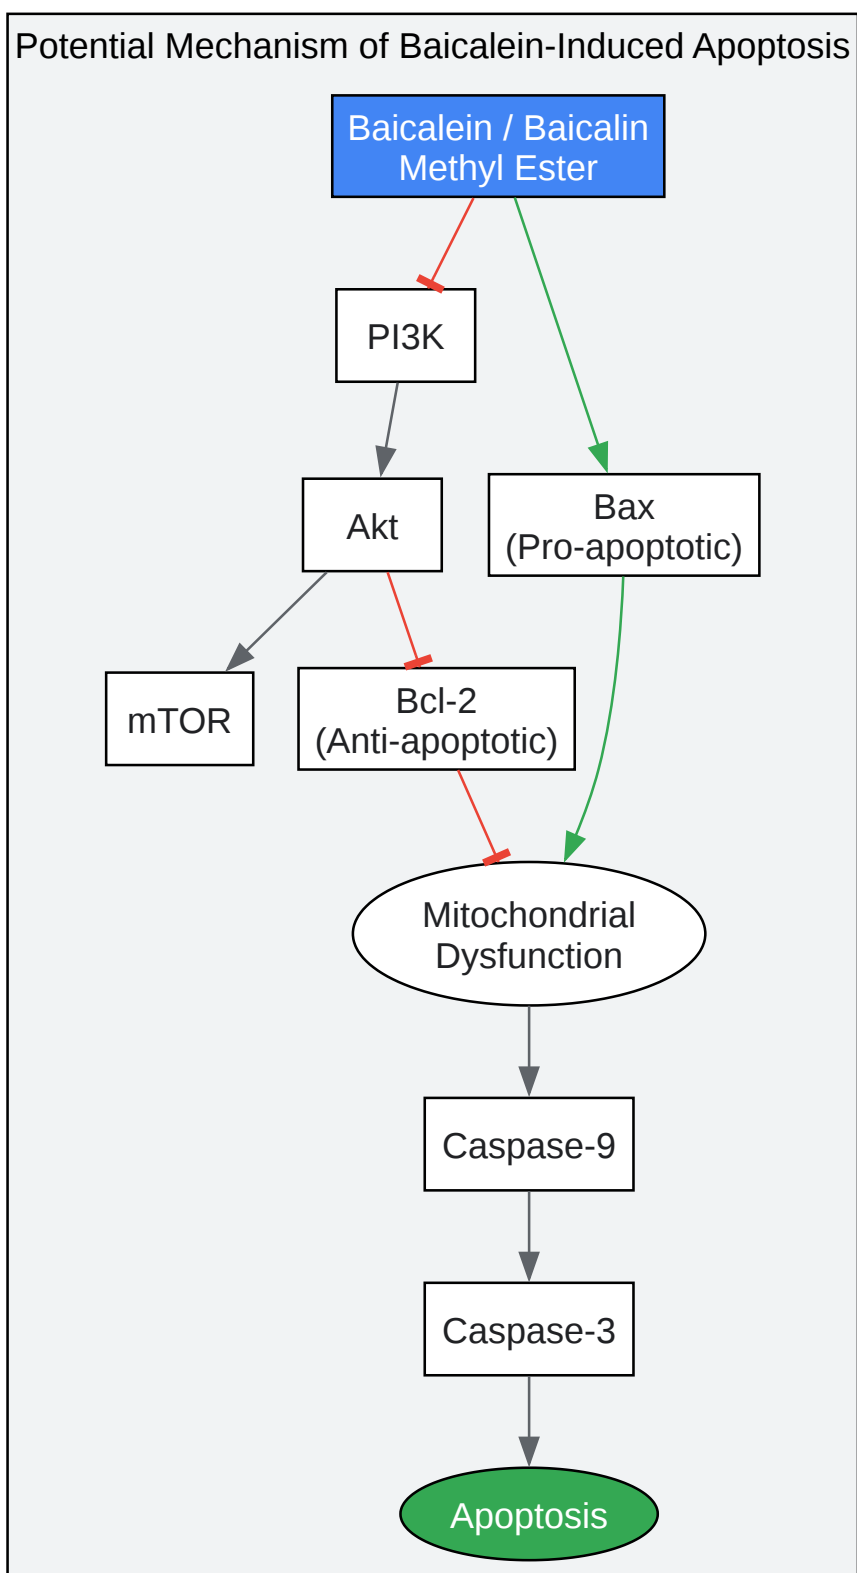 Potential Mechanism of Baicalein-Induced Apoptosis
Baicalein / Baicalin
Methyl Ester
PI3K
Akt
Bax
(Pro-apoptotic)
mTOR
Bcl-2
(Anti-apoptotic)
Mitochondrial
Dysfunction
Caspase-9
Caspase-3
Apoptosis